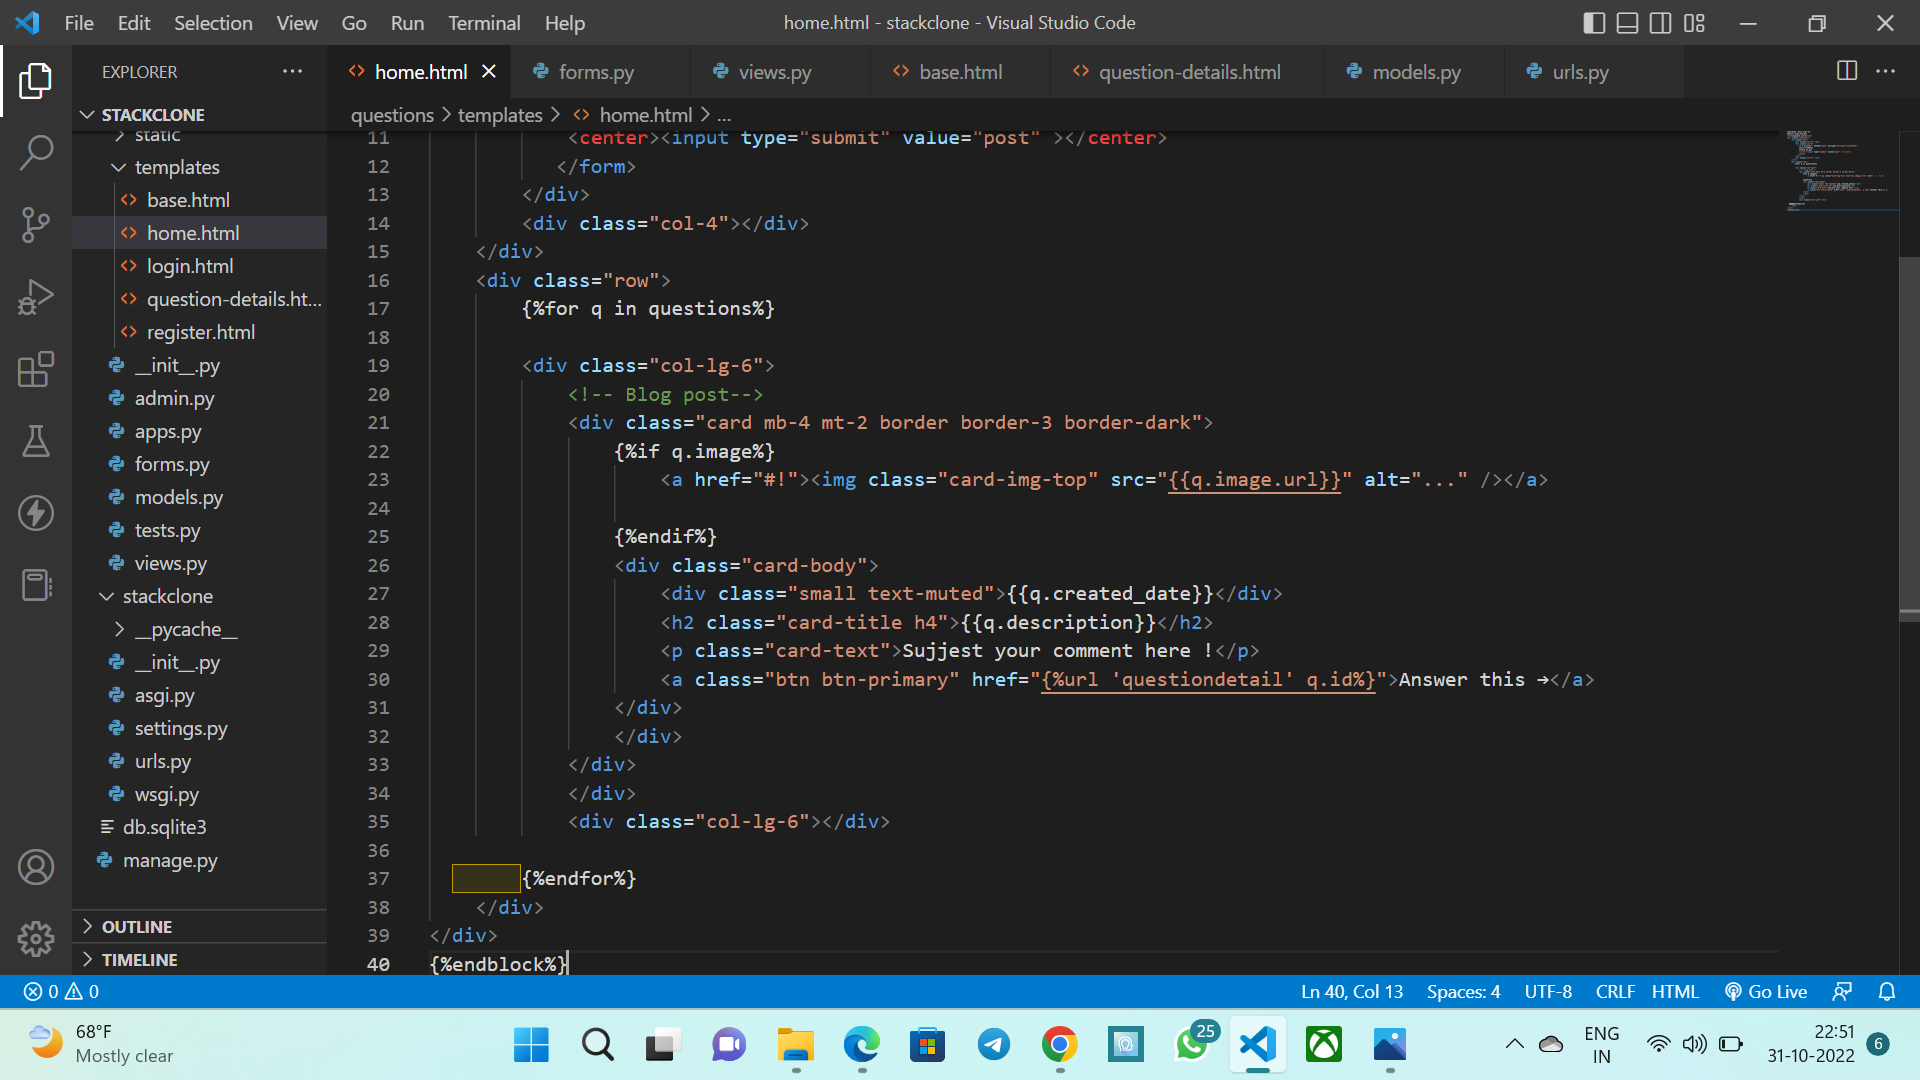 File Edit Selection View Go Run Terminal Help
home.html - stackclone - Visual Studio Code
EXPLORER
STACKCLONE
static
templates
base.html
home.html
login.html
question-details.ht...
register.html
__init__.py
admin.py
apps.py
forms.py
models.py
tests.py
views.py
stackclone
__pycache__
__init__.py
asgi.py
settings.py
urls.py
wsgi.py
db.sqlite3
manage.py
OUTLINE
TIMELINE
home.html forms.py views.py base.html question-details.html models.py urls.py
questions > templates > home.html > ...
11 <center><input type="submit" value="post" ></center>
12 </form>
13 </div>
14 <div class="col-4"></div>
15 </div>
16 <div class="row">
17 {%for q in questions%}
18
19 <div class="col-lg-6">
20 <!-- Blog post-->
21 <div class="card mb-4 mt-2 border border-3 border-dark">
22 {%if q.image%}
23 <a href="#!"><img class="card-img-top" src="{{q.image.url}}" alt="..." /></a>
24
25 {%endif%}
26 <div class="card-body">
27 <div class="small text-muted">{{q.created_date}}</div>
28 <h2 class="card-title h4">{{q.description}}</h2>
29 <p class="card-text">Sujjest your comment here !</p>
30 <a class="btn btn-primary" href="{%url 'questiondetail' q.id%}">Answer this →</a>
31 </div>
32 </div>
33 </div>
34 </div>
35 <div class="col-lg-6"></div>
36
37 {%endfor%}
38 </div>
39 </div>
40 {%endblock%}
0 0
Ln 40, Col 13 Spaces: 4 UTF-8 CRLF HTML Go Live
68°F
Mostly clear
25
ENG
IN
22:51
31-10-2022
6